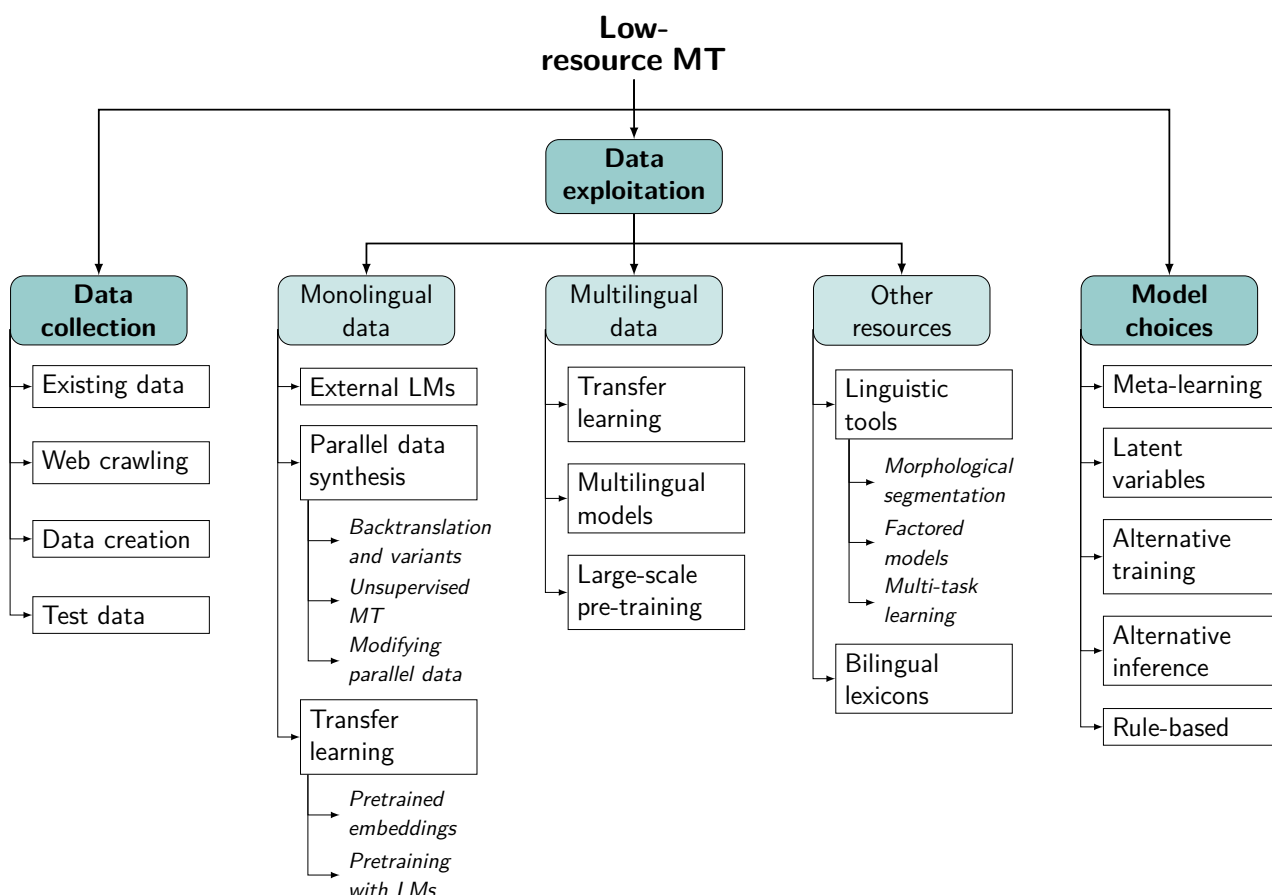 Low-
resource MT
Data
exploitation
Data
collection
Existing data
Web crawling
Data creation
Test data
Monolingual
data
External LMs
Parallel data
synthesis
Backtranslation
and variants
Unsupervised
MT
Modifying
parallel data
Transfer
learning
Pretrained
embeddings
Pretraining
with LMs
Multilingual
data
Transfer
learning
Multilingual
models
Large-scale
pre-training
Other
resources
Linguistic
tools
Morphological
segmentation
Factored
models
Multi-task
learning
Bilingual
lexicons
Model
choices
Meta-learning
Latent
variables
Alternative
training
Alternative
inference
Rule-based